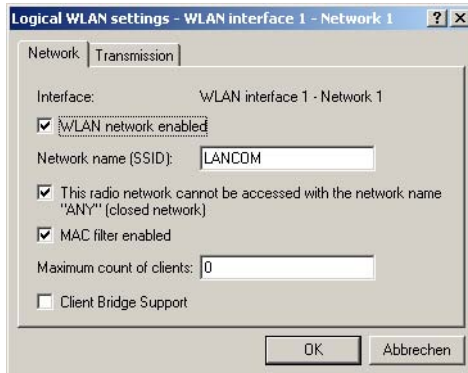 Logical WLAN settings - WLAN interface 1 - Network 1
Network Transmission
Interface: WLAN interface 1 - Network 1
WLAN network enabled
Network name (SSID): LANCOM
This radio network cannot be accessed with the network name
"ANY" (closed network)
MAC filter enabled
Maximum count of clients: 0
Client Bridge Support
OK Abbrechen